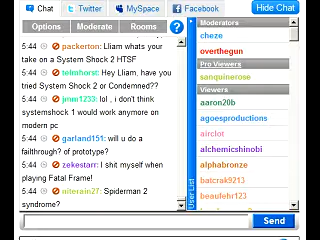 Chat Twitter MySpace Facebook Hide Chat
Options Moderate Rooms ?
5:44 packerton: Lliam whats your
take on a System Shock 2 HTSF
5:44 telmhorst: Hey Lliam, have you
tried System Shock 2 or Condemned??
5:44 jmm1233: lol , i don't think
systemshock 1 would work anymore on
modern pc
5:44 garland151: will u do a
failthrough of prototype?
5:44 zekestarr: I shit myself when
playing Fatal Frame!
5:44 niterain27: Spiderman 2
syndrome?
User List
Moderators
cheze
overthegun
Pro Viewers
sanquinerose
Viewers
aaron20b
agoesproductions
airclot
alchemicshinobi
alphabronze
batcrak9213
beaufehr123
Send